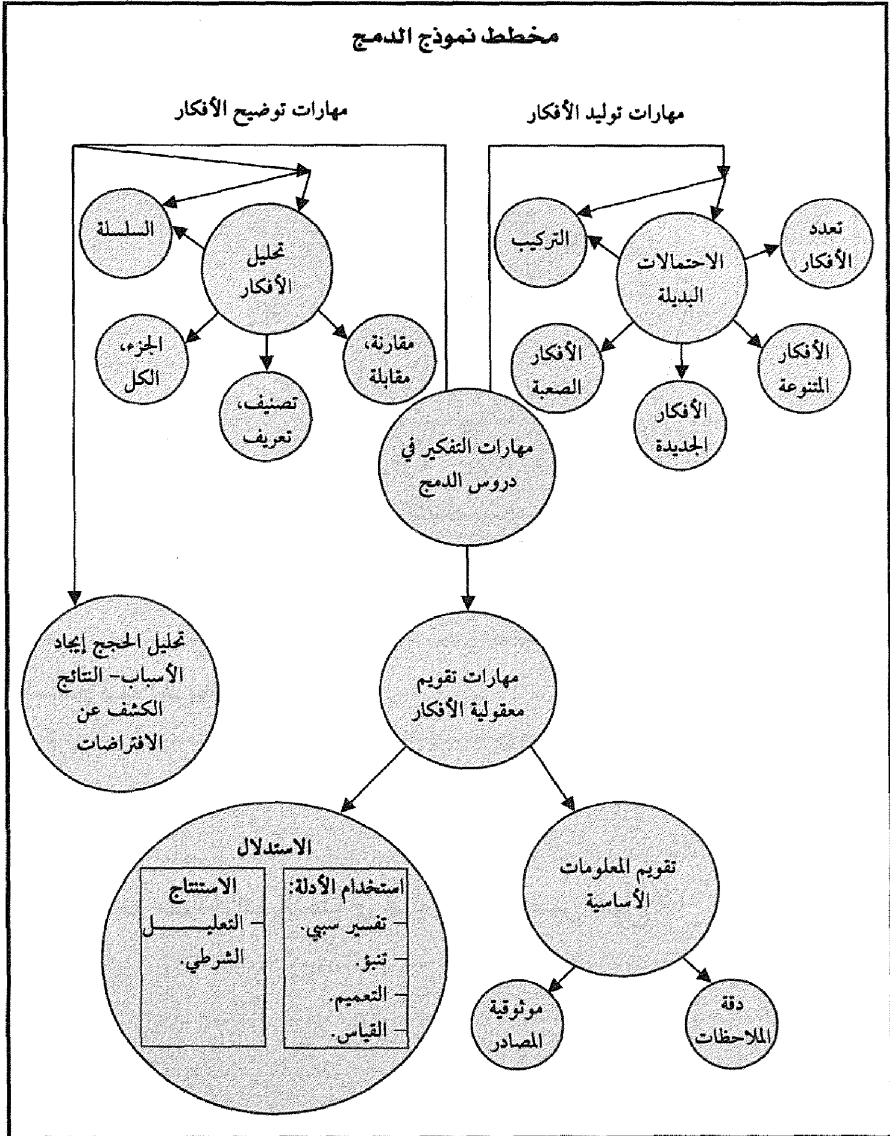 مخطط نموذج الدمج
مهارات توليد الأفكار
مهارات توضيح الأفكار
تعدد
الأفكار
الاحتمالات
البديلة
التركيب
الأفكار
المتنوعة
الأفكار
الجديدة
الأفكار
الصعبة
تحليل
الأفكار
السلسلة
مقارنة،
مقابلة
تصنيف،
تعريف
الجزء،
الكل
مهارات التفكير في
دروس الدمج
مهارات تقويم
معقولية الأفكار
تحليل الحجج إيجاد
الأسباب– النتائج
الكشف عن
الافتراضات
تقويم المعلومات
الأساسية
دقة
الملاحظات
موثوقية
المصادر
الاستدلال
استخدام الأدلة:
– تفسير سببي.
– تنبؤ.
– التعميم.
– القياس.
الاستنتاج
– التعليـــــــل
الشرطي.